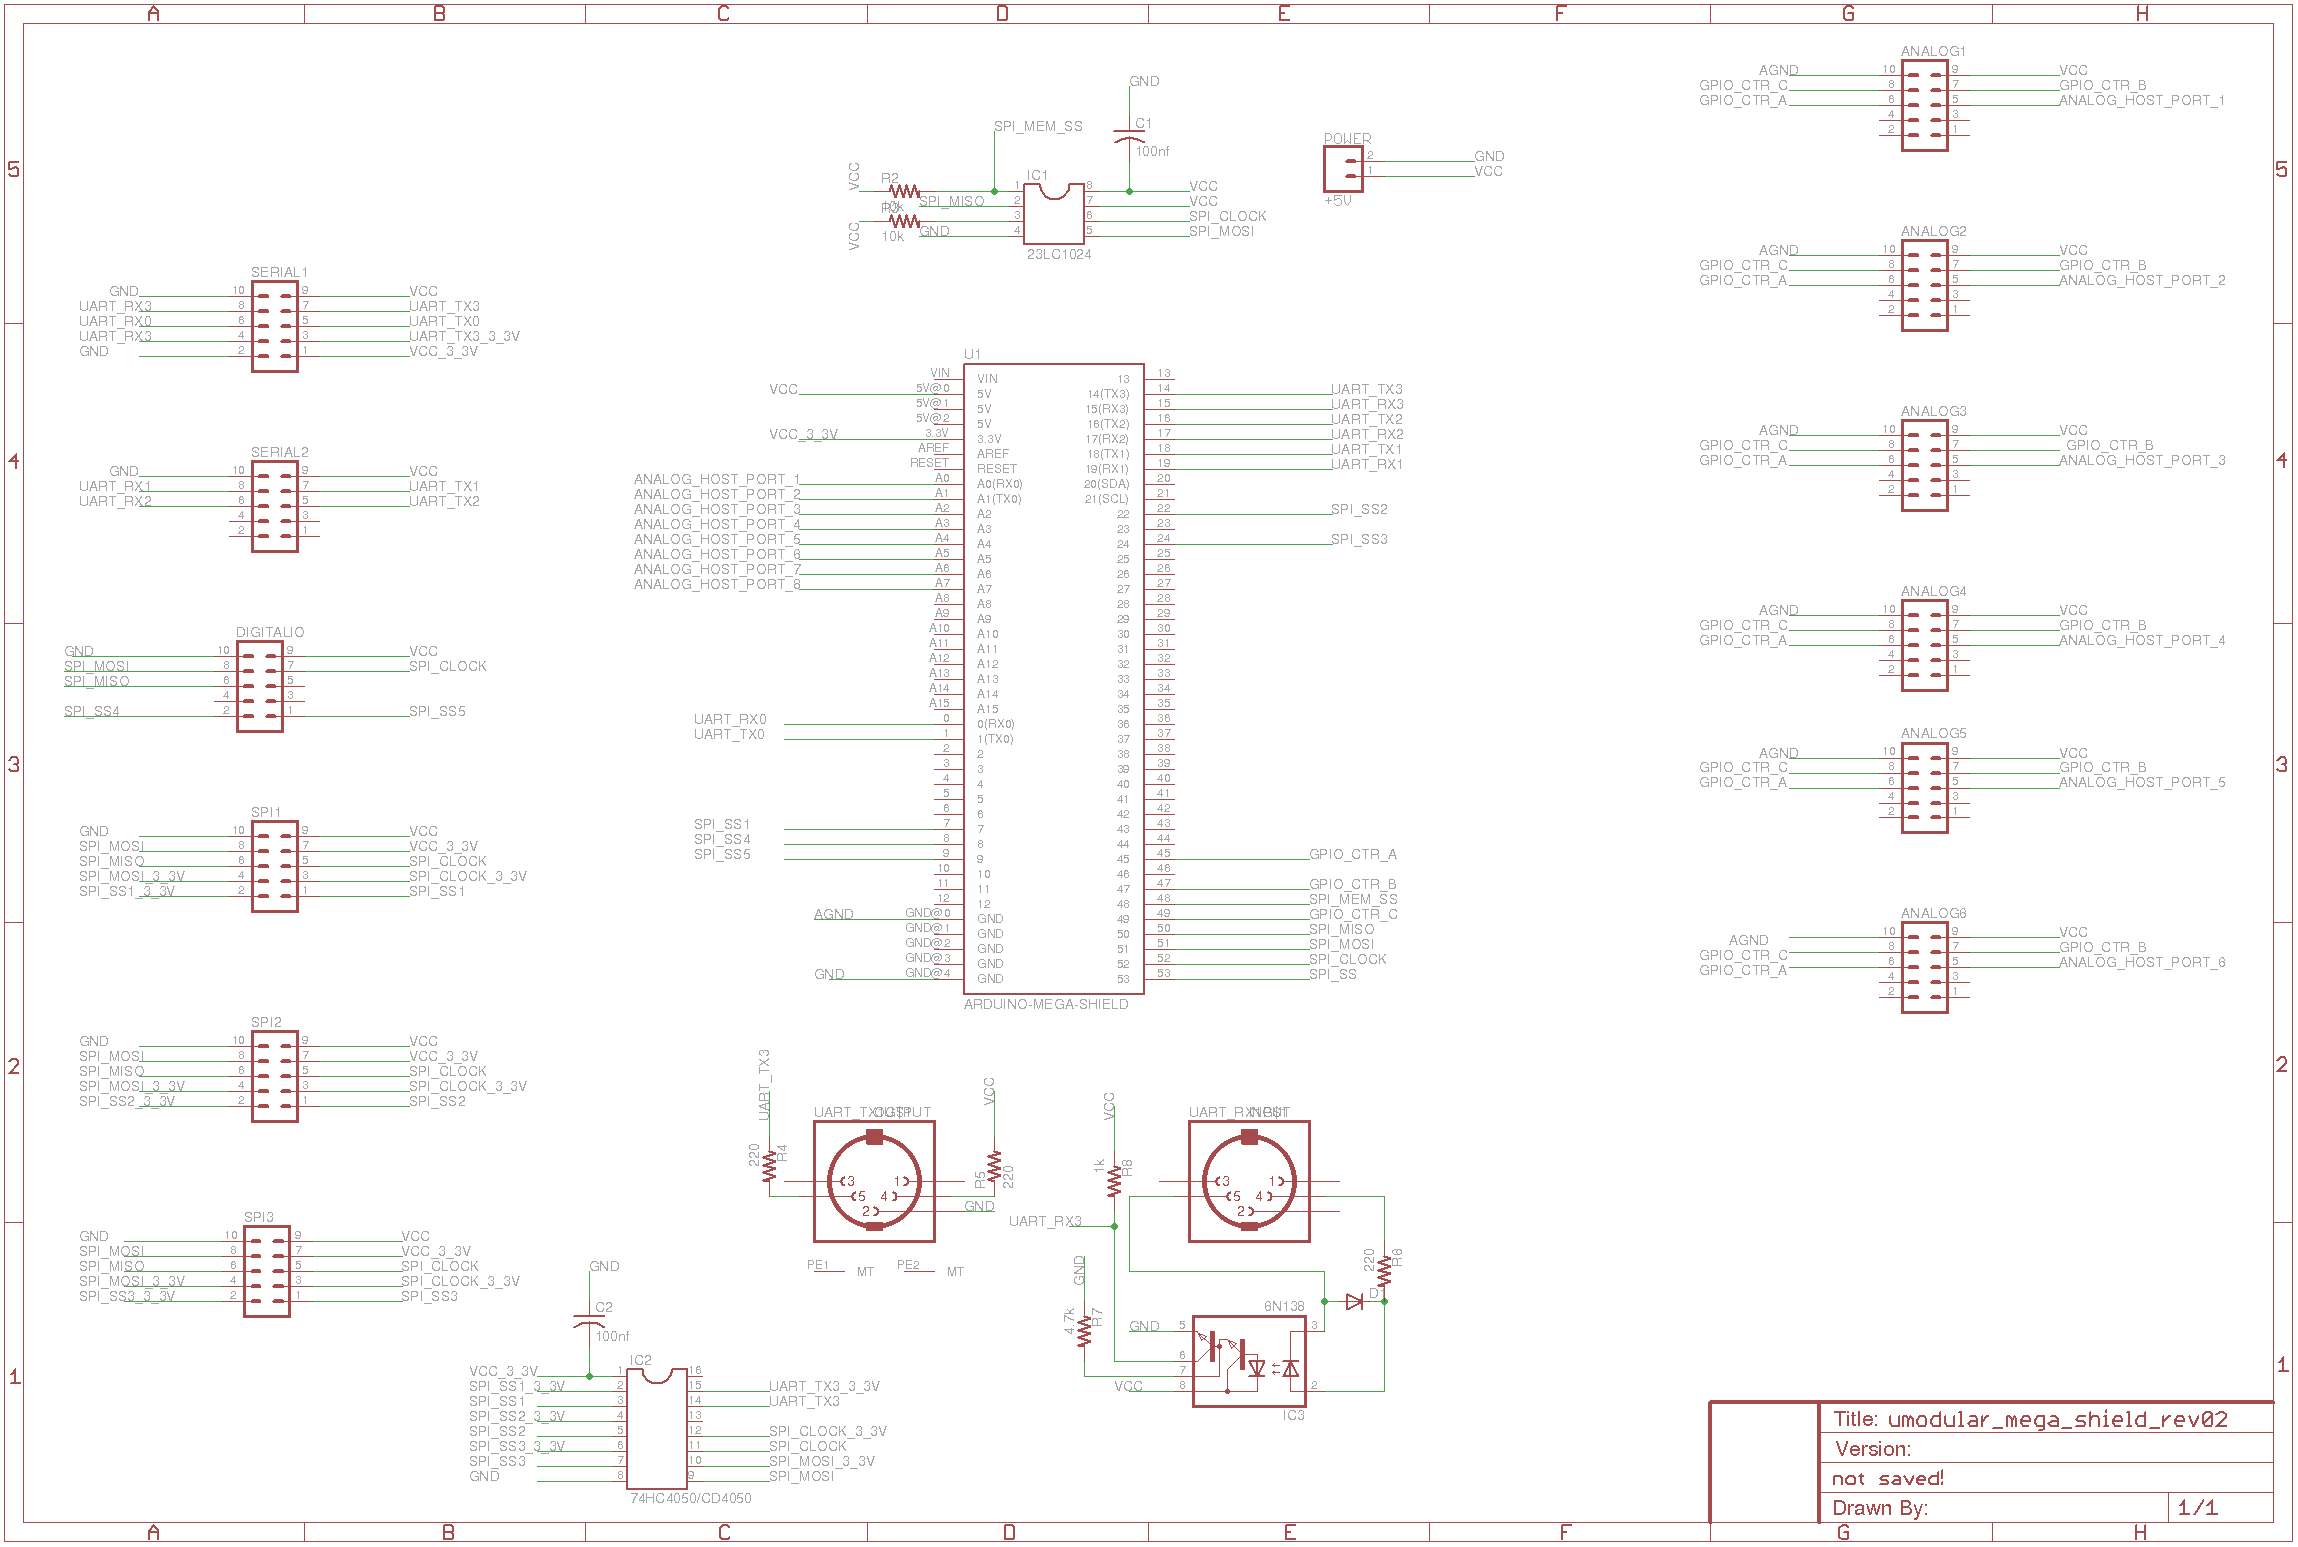 A B C D E F G H
5 4 3 2 1
SERIAL1
GND 10 9 VCC
UART_RX3 8 7 UART_TX3
UART_RX0 6 5 UART_TX0
UART_RX3 4 3 UART_TX3_3_3V
GND 2 1 VCC_3_3V
SERIAL2
GND 10 9 VCC
UART_RX1 8 7 UART_TX1
UART_RX2 6 5 UART_TX2
4 3
2 1
DIGITALIO
GND 10 9 VCC
SPI_MOSI 8 7 SPI_CLOCK
SPI_MISO 6 5
4 3
SPI_SS4 2 1 SPI_SS5
SPI1
GND 10 9 VCC
SPI_MOSI 8 7 VCC_3_3V
SPI_MISO 6 5 SPI_CLOCK
SPI_MOSI_3_3V 4 3 SPI_CLOCK_3_3V
SPI_SS1_3_3V 2 1 SPI_SS1
SPI2
GND 10 9 VCC
SPI_MOSI 8 7 VCC_3_3V
SPI_MISO 6 5 SPI_CLOCK
SPI_MOSI_3_3V 4 3 SPI_CLOCK_3_3V
SPI_SS2_3_3V 2 1 SPI_SS2
SPI3
GND 10 9 VCC
SPI_MOSI 8 7 VCC_3_3V
SPI_MISO 6 5 SPI_CLOCK
SPI_MOSI_3_3V 4 3 SPI_CLOCK_3_3V
SPI_SS3_3_3V 2 1 SPI_SS3
GND
SPI_MEM_SS C1
100nf
VCC R2 IC1
10k SPI_MISO
VCC R3
10k GND
1 8 VCC
2 7 VCC
3 6 SPI_CLOCK
4 5 SPI_MOSI
23LC1024
POWER
2 GND
1 VCC
+5V
U1
VIN VIN 13 13
VCC 5V@0 5V 14(TX3) 14 UART_TX3
5V@1 5V 15(RX3) 15 UART_RX3
5V@2 5V 16(TX2) 16 UART_TX2
VCC_3_3V 3.3V 3.3V 17(RX2) 17 UART_RX2
AREF AREF 18(TX1) 18 UART_TX1
RESET RESET 19(RX1) 19 UART_RX1
ANALOG_HOST_PORT_1 A0 A0(RX0) 20(SDA) 20
ANALOG_HOST_PORT_2 A1 A1(TX0) 21(SCL) 21
ANALOG_HOST_PORT_3 A2 A2 22 22 SPI_SS2
ANALOG_HOST_PORT_4 A3 A3 23 23
ANALOG_HOST_PORT_5 A4 A4 24 24 SPI_SS3
ANALOG_HOST_PORT_6 A5 A5 25 25
ANALOG_HOST_PORT_7 A6 A6 26 26
ANALOG_HOST_PORT_8 A7 A7 27 27
A8 A8 28 28
A9 A9 29 29
A10 A10 30 30
A11 A11 31 31
A12 A12 32 32
A13 A13 33 33
A14 A14 34 34
A15 A15 35 35
UART_RX0 0 0(RX0) 36 36
UART_TX0 1 1(TX0) 37 37
2 2 38 38
3 3 39 39
4 4 40 40
5 5 41 41
6 6 42 42
SPI_SS1 7 7 43 43
SPI_SS4 8 8 44 44
SPI_SS5 9 9 45 45 GPIO_CTR_A
10 10 46 46
11 11 47 47 GPIO_CTR_B
12 12 48 48 SPI_MEM_SS
AGND GND@0 GND 49 49 GPIO_CTR_C
GND@1 GND 50 50 SPI_MISO
GND@2 GND 51 51 SPI_MOSI
GND@3 GND 52 52 SPI_CLOCK
GND GND@4 GND 53 53 SPI_SS
ARDUINO-MEGA-SHIELD
UART_TX3
220 R4
OUTPUT
3 1
5 4
2
VCC
R5 220
GND
PE1 MT PE2 MT
VCC
1k R8
UART_RX3
3 1
5 4
2
220 R6
D1
GND
4.7k R7
6N138
GND 5 3
6
7
VCC 8 2
IC3
GND
C2
100nf
IC2
VCC_3_3V 1 16
SPI_SS1_3_3V 2 15 UART_TX3_3_3V
SPI_SS1 3 14 UART_TX3
SPI_SS2_3_3V 4 13
SPI_SS2 5 12 SPI_CLOCK_3_3V
SPI_SS3_3_3V 6 11 SPI_CLOCK
SPI_SS3 7 10 SPI_MOSI_3_3V
GND 8 9 SPI_MOSI
74HC4050/CD4050
ANALOG1
AGND 10 9 VCC
GPIO_CTR_C 8 7 GPIO_CTR_B
GPIO_CTR_A 6 5 ANALOG_HOST_PORT_1
4 3
2 1
ANALOG2
AGND 10 9 VCC
GPIO_CTR_C 8 7 GPIO_CTR_B
GPIO_CTR_A 6 5 ANALOG_HOST_PORT_2
4 3
2 1
ANALOG3
AGND 10 9 VCC
GPIO_CTR_C 8 7 GPIO_CTR_B
GPIO_CTR_A 6 5 ANALOG_HOST_PORT_3
4 3
2 1
ANALOG4
AGND 10 9 VCC
GPIO_CTR_C 8 7 GPIO_CTR_B
GPIO_CTR_A 6 5 ANALOG_HOST_PORT_4
4 3
2 1
ANALOG5
AGND 10 9 VCC
GPIO_CTR_C 8 7 GPIO_CTR_B
GPIO_CTR_A 6 5 ANALOG_HOST_PORT_5
4 3
2 1
ANALOG6
AGND 10 9 VCC
GPIO_CTR_C 8 7 GPIO_CTR_B
GPIO_CTR_A 6 5 ANALOG_HOST_PORT_6
4 3
2 1
Title: umodular_mega_shield_rev02
Version:
not saved!
Drawn By: 1/1
5 4 3 2 1
A B C D E F G H